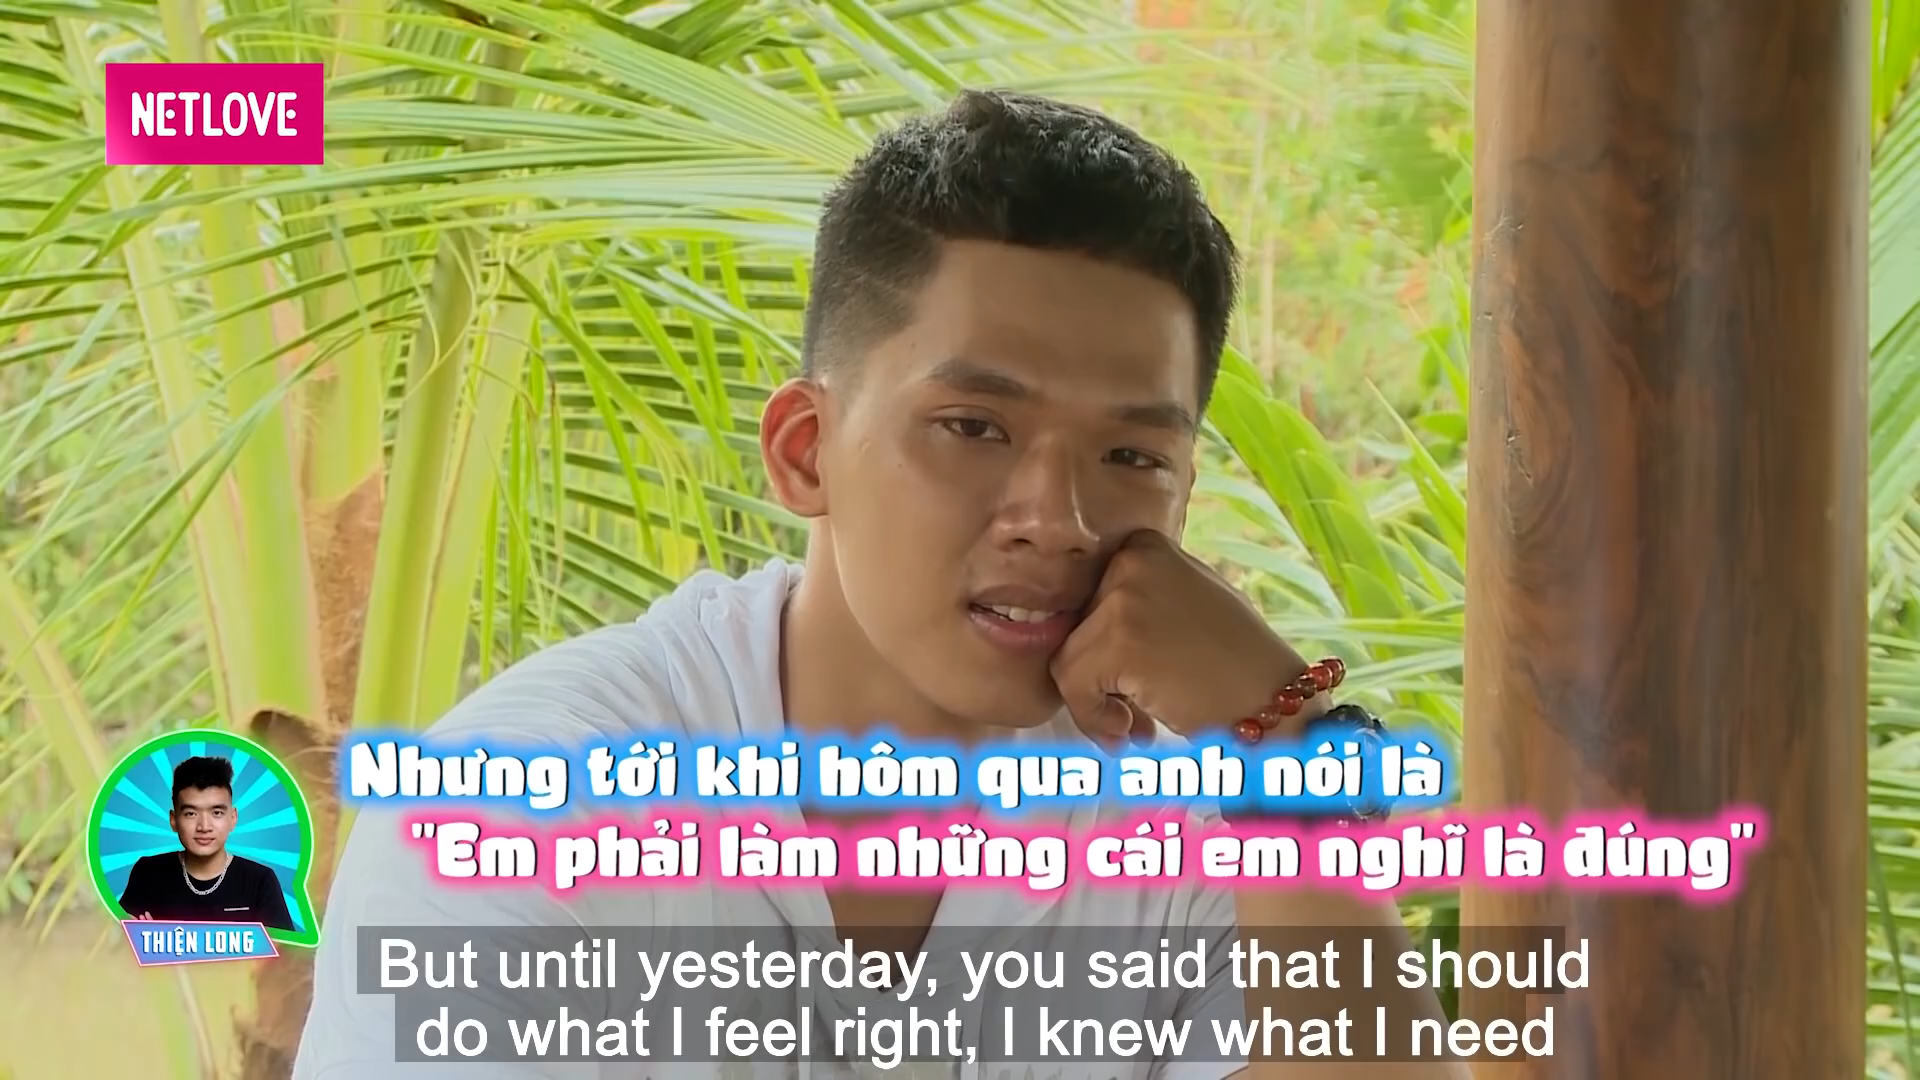 NETLOVE
Nhưng tới khi hôm qua anh nói là
"Em phải làm những cái em nghĩ là đúng"
THIỆN LONG
But until yesterday, you said that I should
do what I feel right, I knew what I need